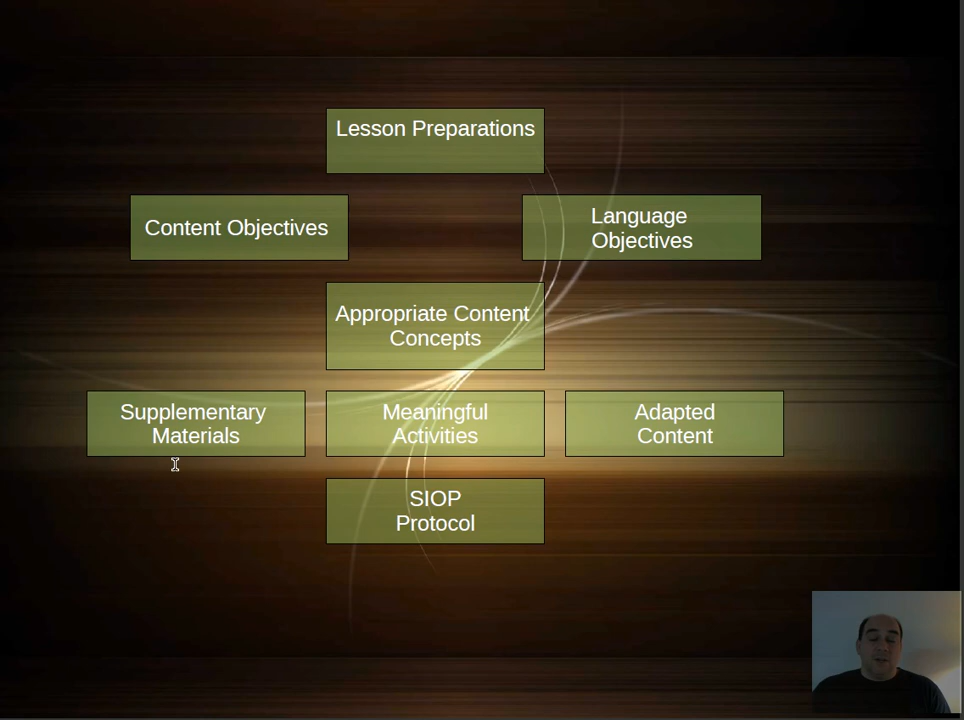 Lesson Preparations
Content Objectives
Language
Objectives
Appropriate Content
Concepts
Supplementary
Materials
Meaningful
Activities
Adapted
Content
SIOP
Protocol